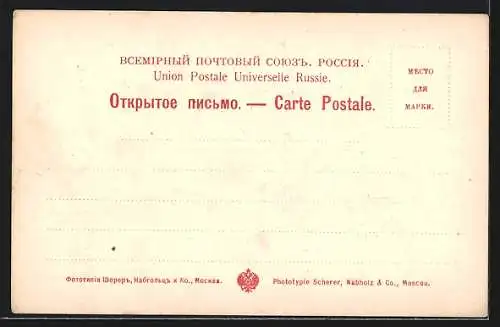 ВСЕМІРНЫЙ ПОЧТОВЫЙ СОЮЗЪ. РОССІЯ.
Union Postale Universelle Russie.
Открытое письмо. — Carte Postale.
МѢСТО
ДЛЯ
МАРКИ.
Фототипія Шереръ, Набгольцъ и Ко., Москва.
Phototypie Scherer, Nabholz & Co., Moscou.